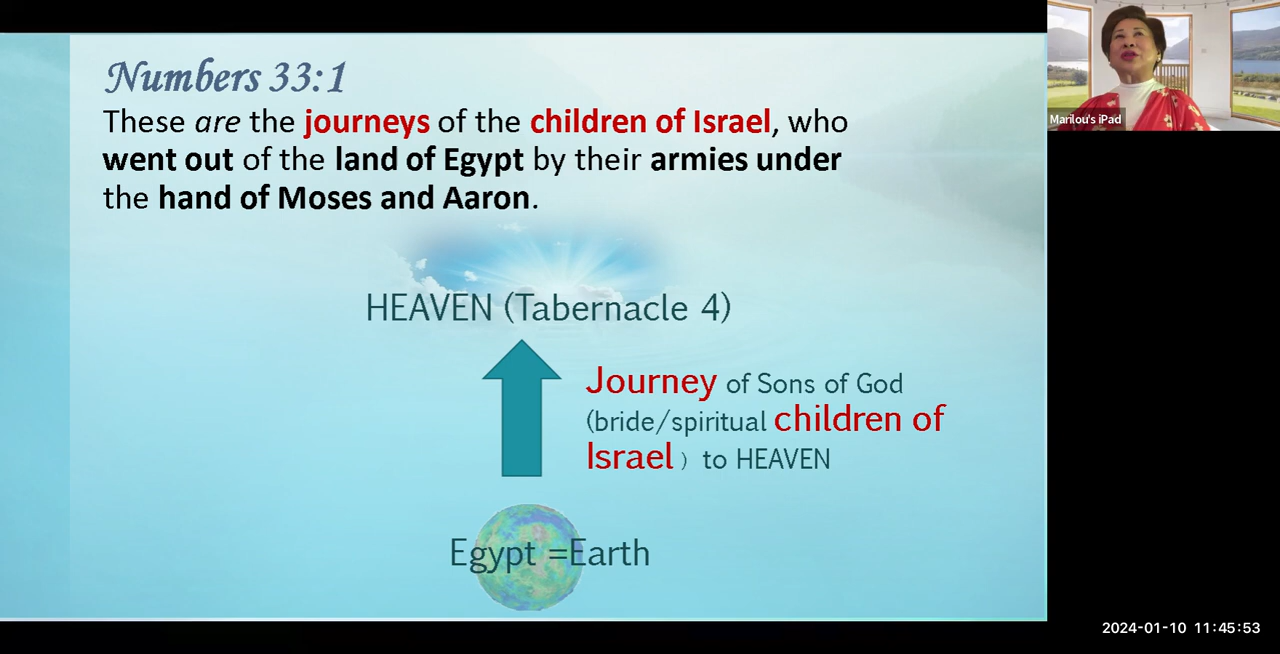 Numbers 33:1
These are the journeys of the children of Israel, who
went out of the land of Egypt by their armies under
the hand of Moses and Aaron.
HEAVEN (Tabernacle 4)
Journey of Sons of God
(bride/spiritual children of
Israel ) to HEAVEN
Egypt =Earth
Marilou's iPad
2024-01-10 11:45:53